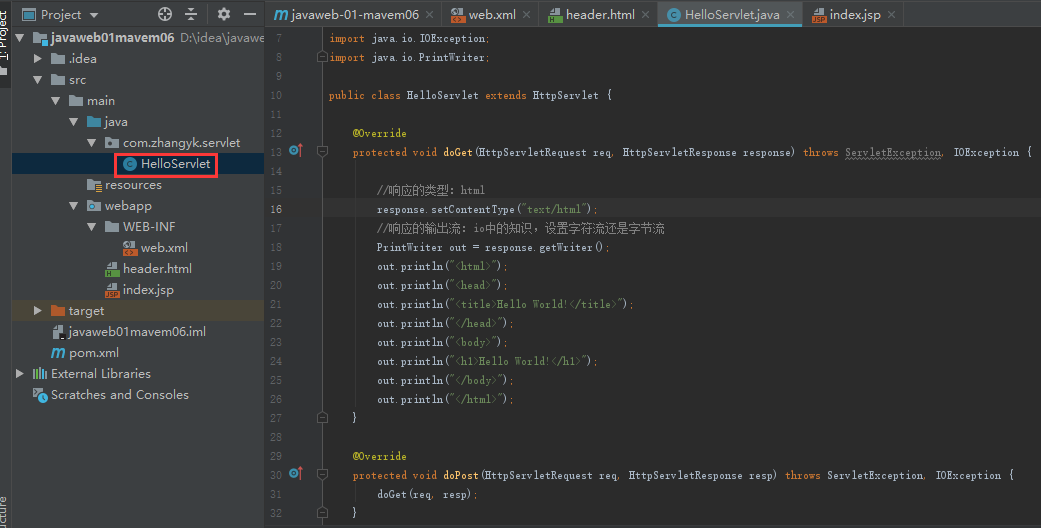 Project
javaweb-01-mavem06
web.xml
header.html
HelloServlet.java
index.jsp
1: Project
javaweb01mavem06 D:\idea\javawe
.idea
src
main
java
com.zhangyk.servlet
HelloServlet
resources
webapp
WEB-INF
web.xml
header.html
index.jsp
target
javaweb01mavem06.iml
pom.xml
External Libraries
Scratches and Consoles
7 import java.io.IOException;
8 import java.io.PrintWriter;
9
10 public class HelloServlet extends HttpServlet {
11
12 @Override
13 protected void doGet(HttpServletRequest req, HttpServletResponse response) throws ServletException, IOException {
14
15 //响应的类型: html
16 response.setContentType("text/html");
17 //响应的输出流: io中的知识, 设置字符流还是字节流
18 PrintWriter out = response.getWriter();
19 out.println("<html>");
20 out.println("<head>");
21 out.println("<title>Hello World!</title>");
22 out.println("</head>");
23 out.println("<body>");
24 out.println("<h1>Hello World!</h1>");
25 out.println("</body>");
26 out.println("</html>");
27 }
28
29 @Override
30 protected void doPost(HttpServletRequest req, HttpServletResponse resp) throws ServletException, IOException {
31 doGet(req, resp);
32 }